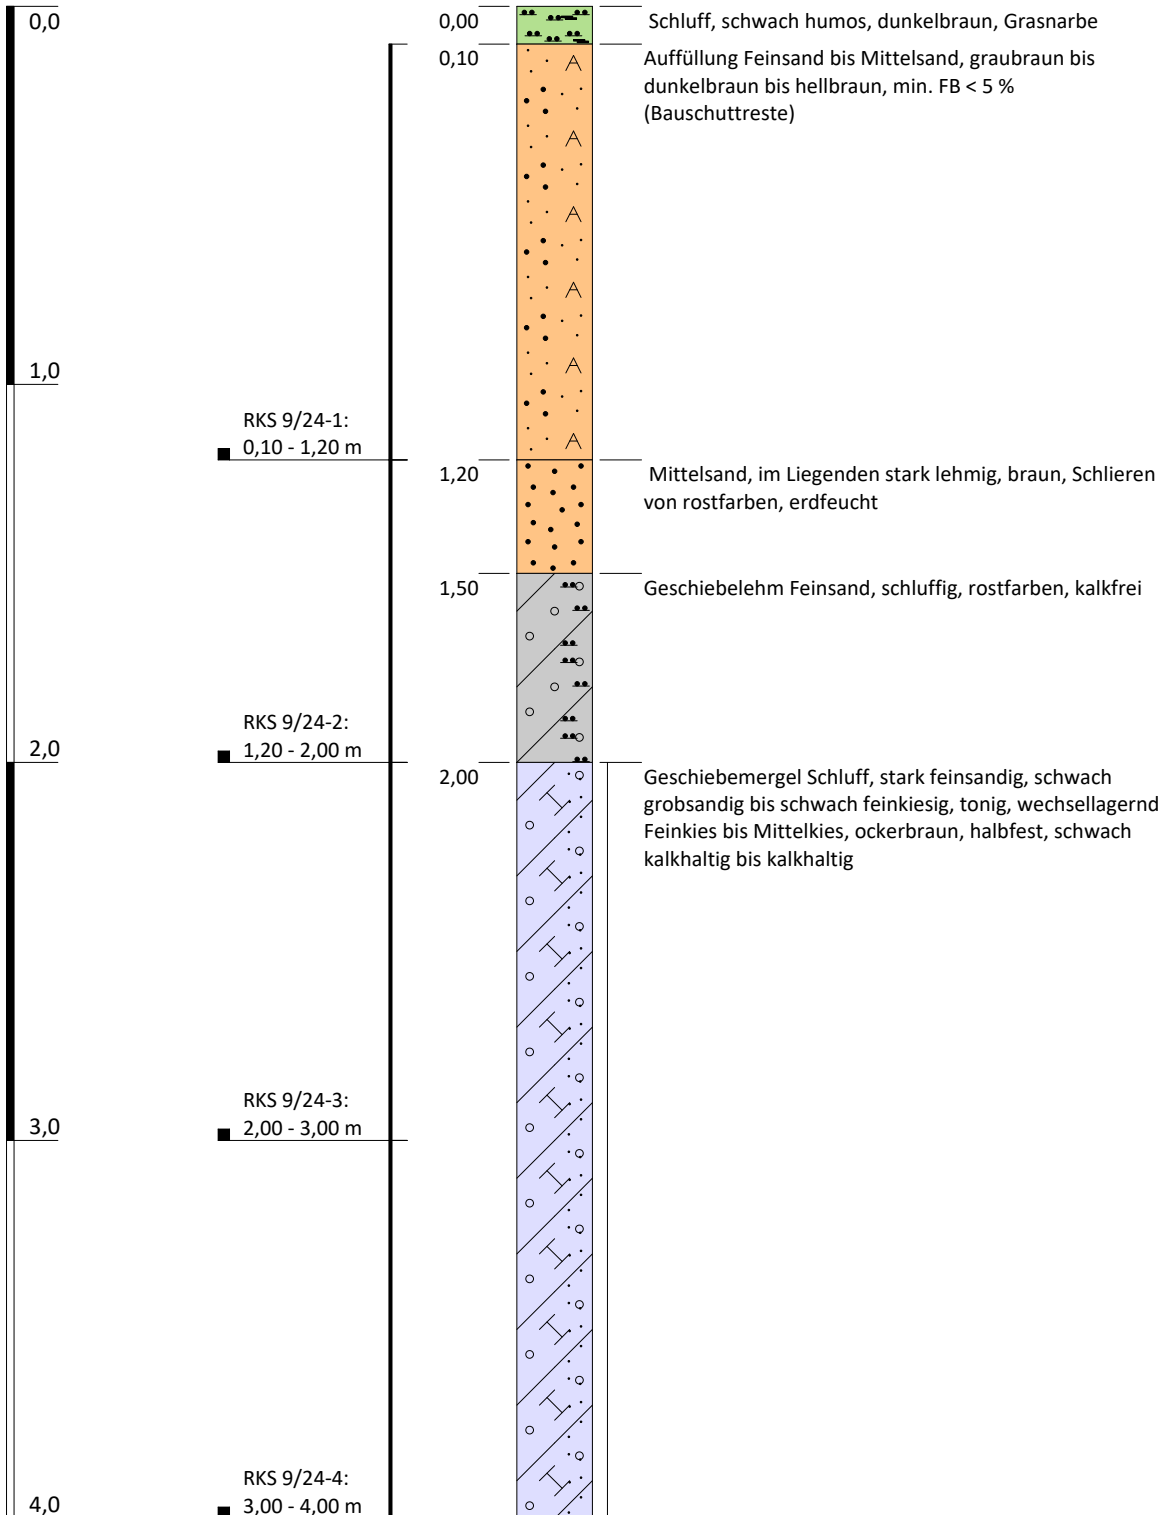 0,0
0,00
Schluff, schwach humos, dunkelbraun, Grasnarbe
0,10
Auffüllung Feinsand bis Mittelsand, graubraun bis
dunkelbraun bis hellbraun, min. FB < 5 %
(Bauschuttreste)
A
A
A
A
A
A
1,0
RKS 9/24-1:
0,10 - 1,20 m
1,20
Mittelsand, im Liegenden stark lehmig, braun, Schlieren
von rostfarben, erdfeucht
1,50
Geschiebelehm Feinsand, schluffig, rostfarben, kalkfrei
RKS 9/24-2:
1,20 - 2,00 m
2,0
2,00
Geschiebemergel Schluff, stark feinsandig, schwach
grobsandig bis schwach feinkiesig, tonig, wechsellagernd
Feinkies bis Mittelkies, ockerbraun, halbfest, schwach
kalkhaltig bis kalkhaltig
RKS 9/24-3:
2,00 - 3,00 m
3,0
RKS 9/24-4:
3,00 - 4,00 m
4,0